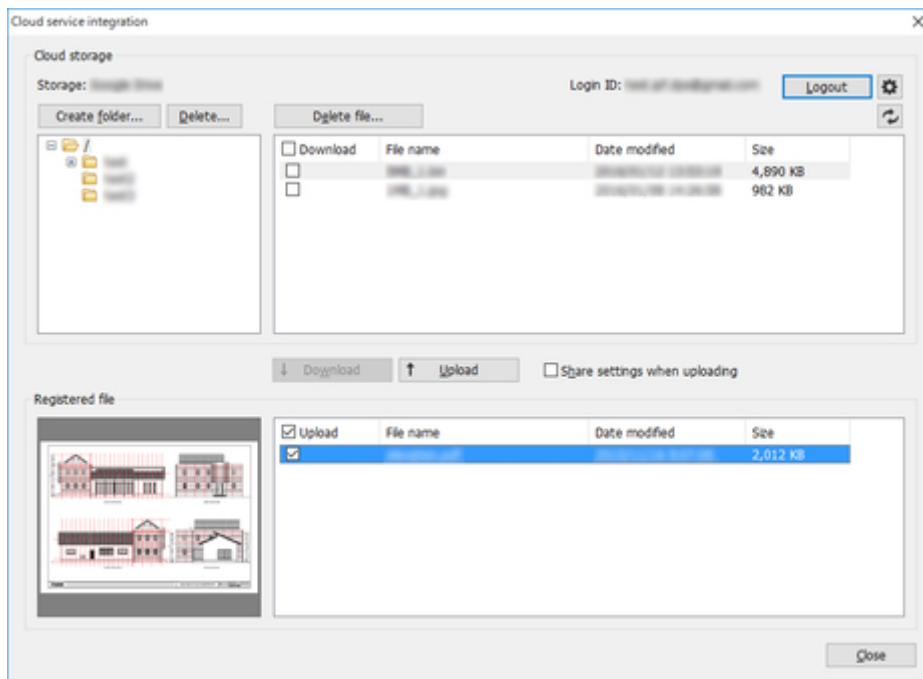 Cloud service integration
Cloud storage
Storage:
Login ID:
Logout
Create folder...
Delete...
Delete file...
/
Download File name Date modified Size
4,890 KB
982 KB
Download
Upload
Share settings when uploading
Registered file
Upload File name Date modified Size
2,012 KB
Close